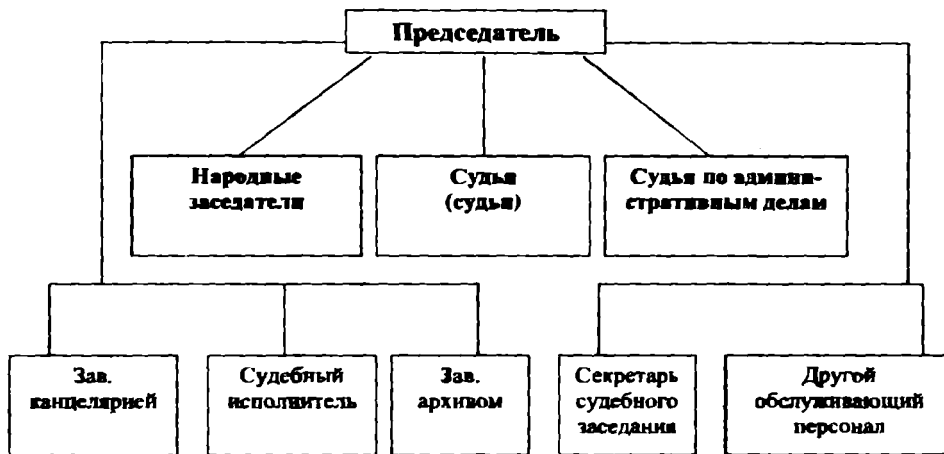 Председатель
Народные
заседатели
Судьи
(судьи)
Судья по админи-
стративным делам
Зав.
канцелярией
Судебный
исполнитель
Зав.
архивом
Секретарь
судебного
заседания
Другой
обслуживающий
персонал